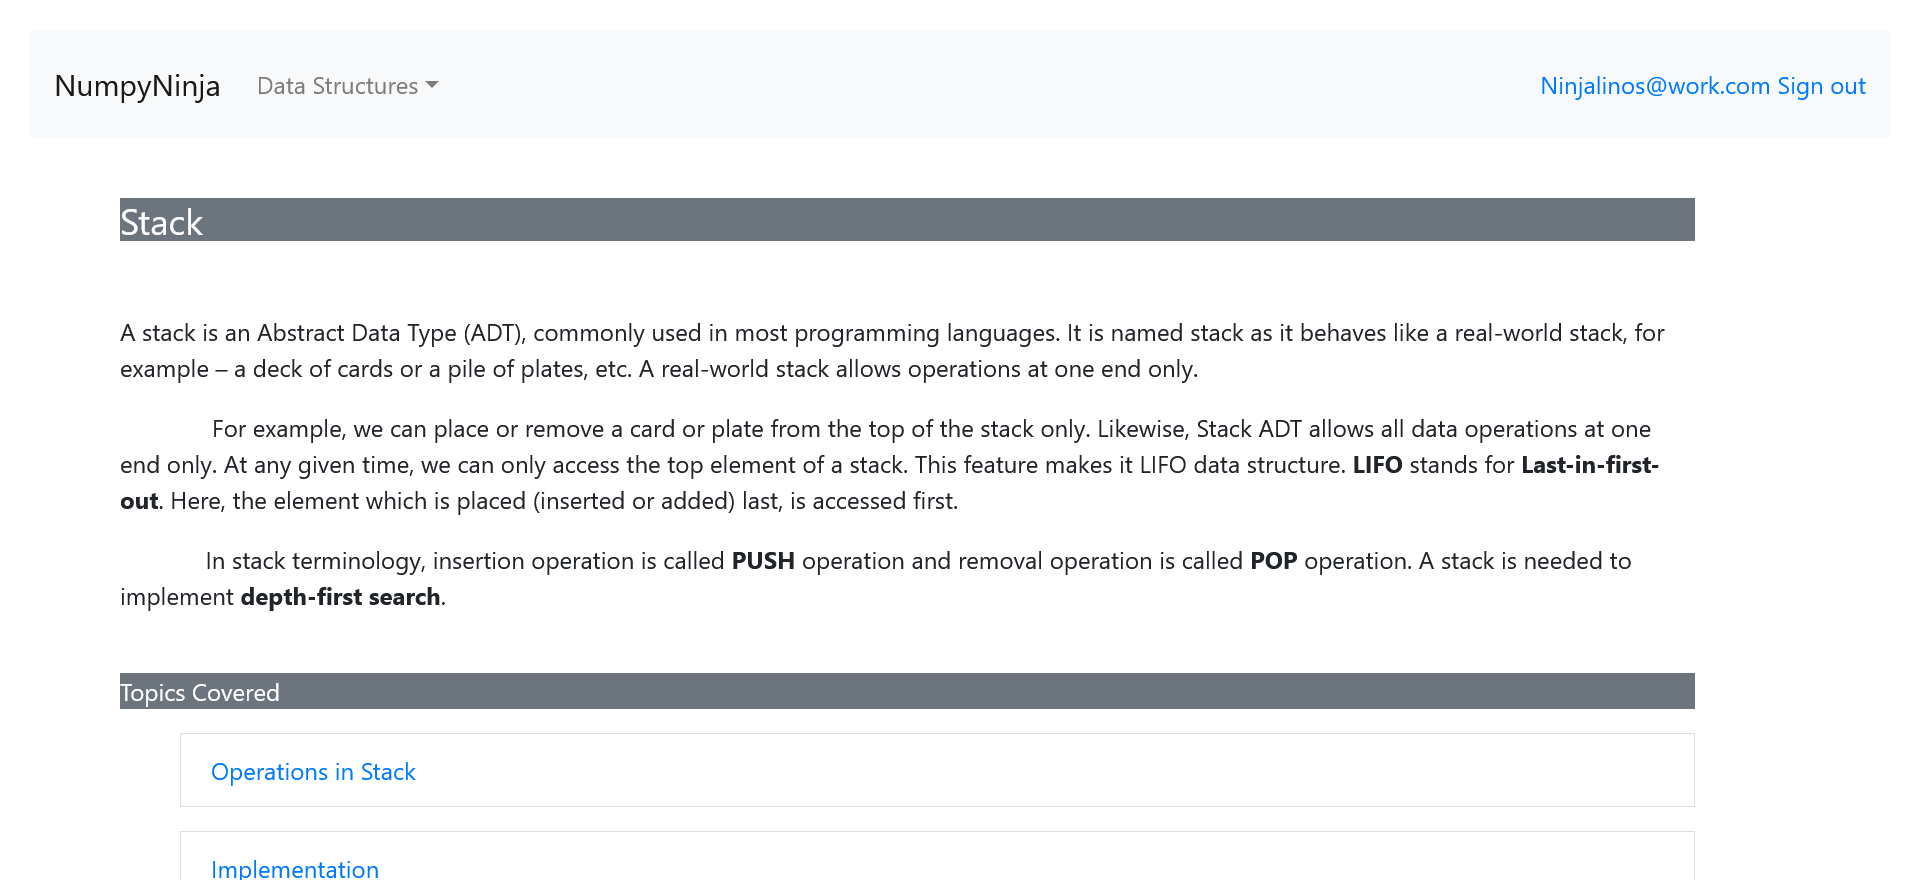 NumpyNinja Data Structures Ninjalinos@work.com Sign out
Stack
A stack is an Abstract Data Type (ADT), commonly used in most programming languages. It is named stack as it behaves like a real-world stack, for
example – a deck of cards or a pile of plates, etc. A real-world stack allows operations at one end only.
For example, we can place or remove a card or plate from the top of the stack only. Likewise, Stack ADT allows all data operations at one
end only. At any given time, we can only access the top element of a stack. This feature makes it LIFO data structure. LIFO stands for Last-in-first-
out. Here, the element which is placed (inserted or added) last, is accessed first.
In stack terminology, insertion operation is called PUSH operation and removal operation is called POP operation. A stack is needed to
implement depth-first search.
Topics Covered
Operations in Stack
Implementation